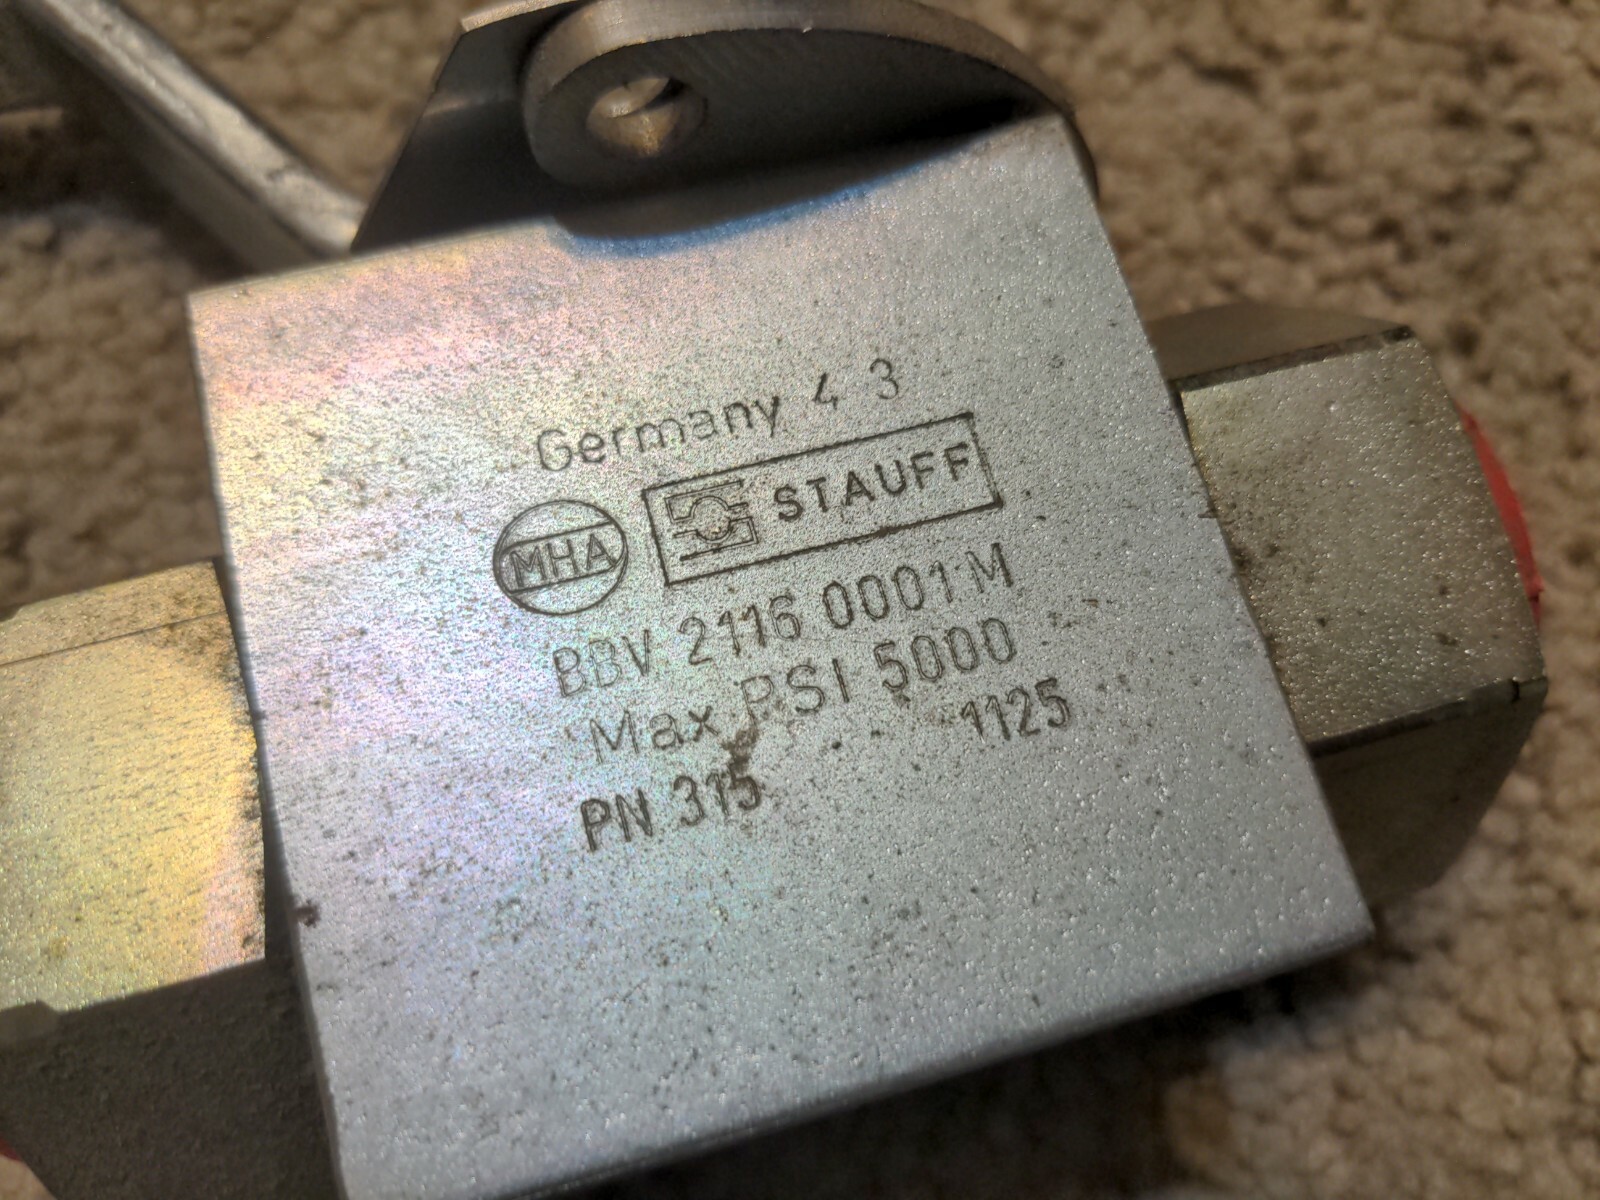 Germany 4 3
MHA STAUFF
BBV 2116 0001 M
Max PSI 5000
1125
PN 315